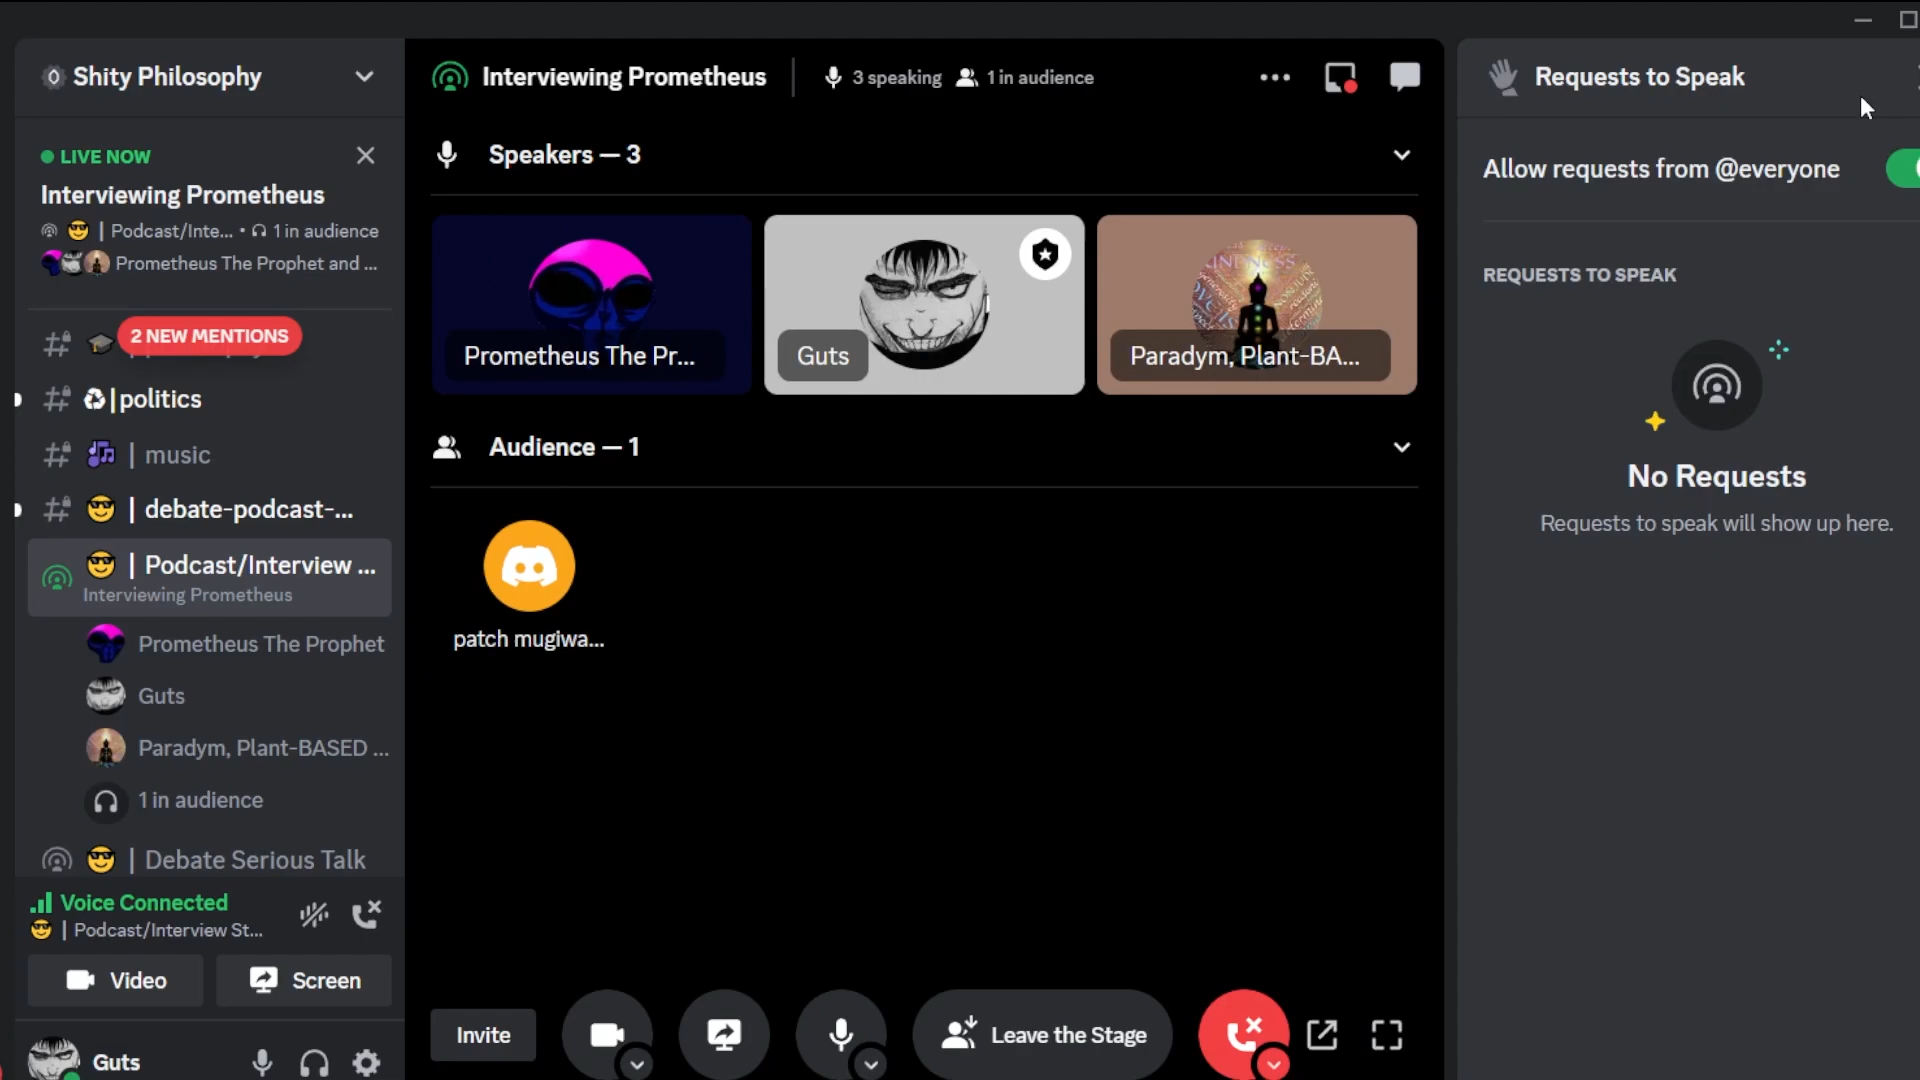 Shity Philosophy
LIVE NOW
Interviewing Prometheus
😎 | Podcast/Inte... • 1 in audience
Prometheus The Prophet and ...
2 NEW MENTIONS
|politics
| music
😎 | debate-podcast-...
😎 | Podcast/Interview ...
Interviewing Prometheus
Prometheus The Prophet
Guts
Paradym, Plant-BASED ...
1 in audience
😎 | Debate Serious Talk
Voice Connected
😎 | Podcast/Interview St...
Video
Screen
Guts
Interviewing Prometheus
3 speaking
1 in audience
Speakers — 3
Prometheus The Pr...
Guts
KINDNESS
Paradym, Plant-BA...
Audience — 1
patch mugiwa...
Invite
Leave the Stage
Requests to Speak
Allow requests from @everyone
REQUESTS TO SPEAK
No Requests
Requests to speak will show up here.